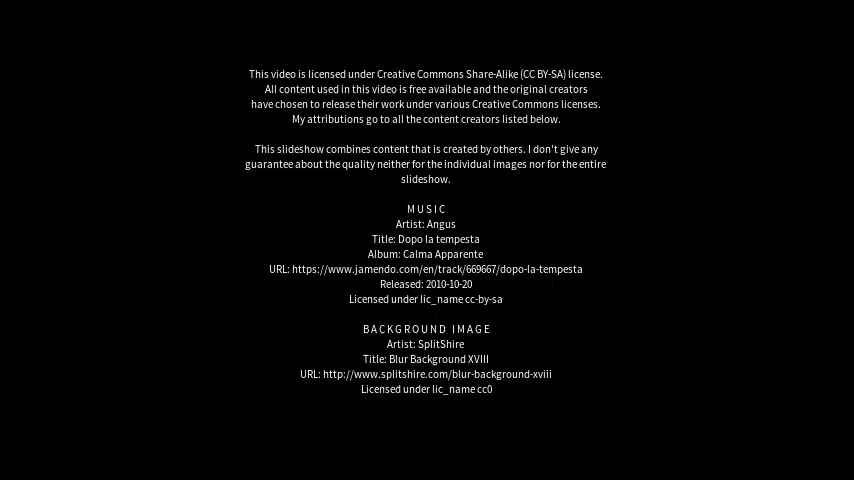 This video is licensed under Creative Commons Share-Alike (CC BY-SA) license.
All content used in this video is free available and the original creators
have chosen to release their work under various Creative Commons licenses.
My attributions go to all the content creators listed below.
This slideshow combines content that is created by others. I don't give any
guarantee about the quality neither for the individual images nor for the entire
slideshow.
MUSIC
Artist: Angus
Title: Dopo la tempesta
Album: Calma Apparente
URL: https://www.jamendo.com/en/track/669667/dopo-la-tempesta
Released: 2010-10-20
Licensed under lic_name cc-by-sa
BACKGROUND IMAGE
Artist: SplitShire
Title: Blur Background XVIII
URL: http://www.splitshire.com/blur-background-xviii
Licensed under lic_name cc0